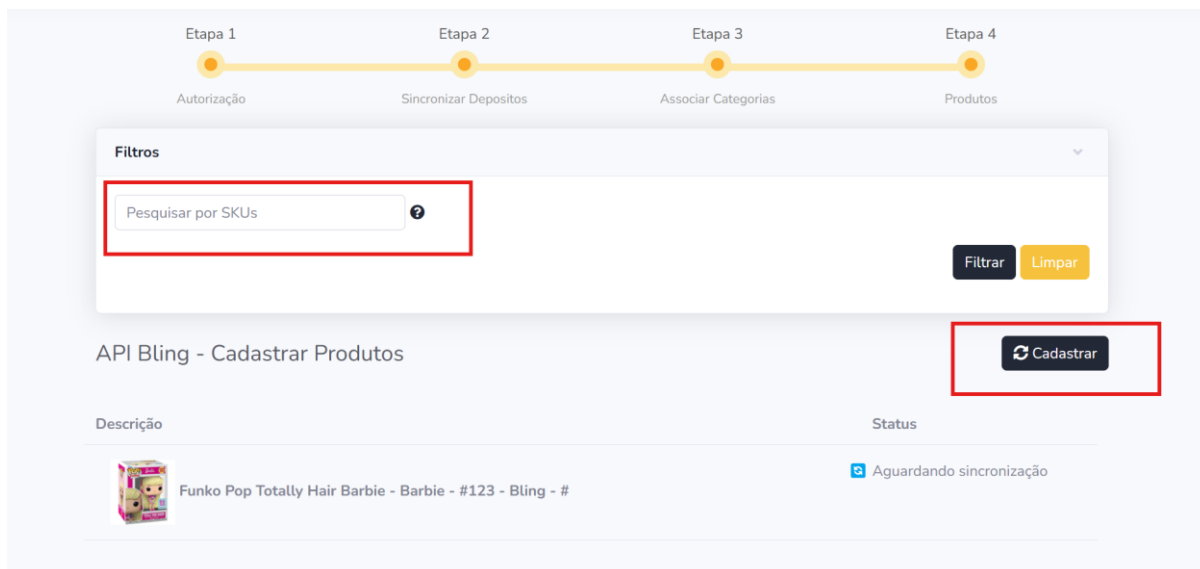 Etapa 1 Etapa 2 Etapa 3 Etapa 4
Autorização Sincronizar Depositos Associar Categorias Produtos
Filtros
Pesquisar por SKUs
Filtrar Limpar
API Bling - Cadastrar Produtos Cadastrar
Descrição Status
Funko Pop Totally Hair Barbie - Barbie - #123 - Bling - # Aguardando sincronização